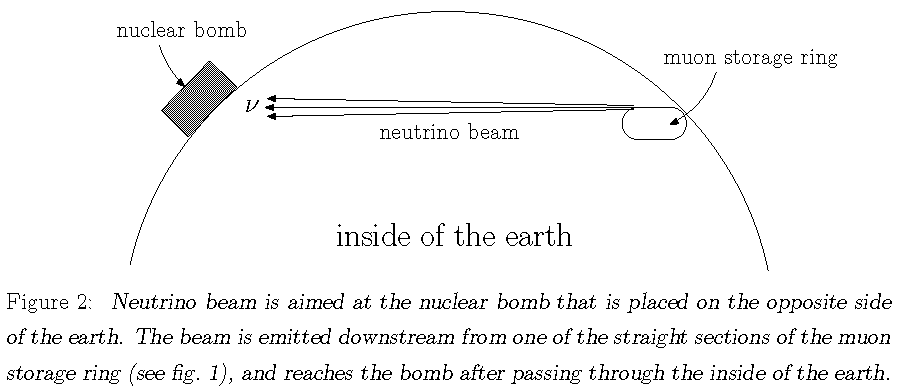 nuclear bomb
muon storage ring
ν
neutrino beam
inside of the earth
Figure 2: Neutrino beam is aimed at the nuclear bomb that is placed on the opposite side
of the earth. The beam is emitted downstream from one of the straight sections of the muon
storage ring (see fig. 1), and reaches the bomb after passing through the inside of the earth.